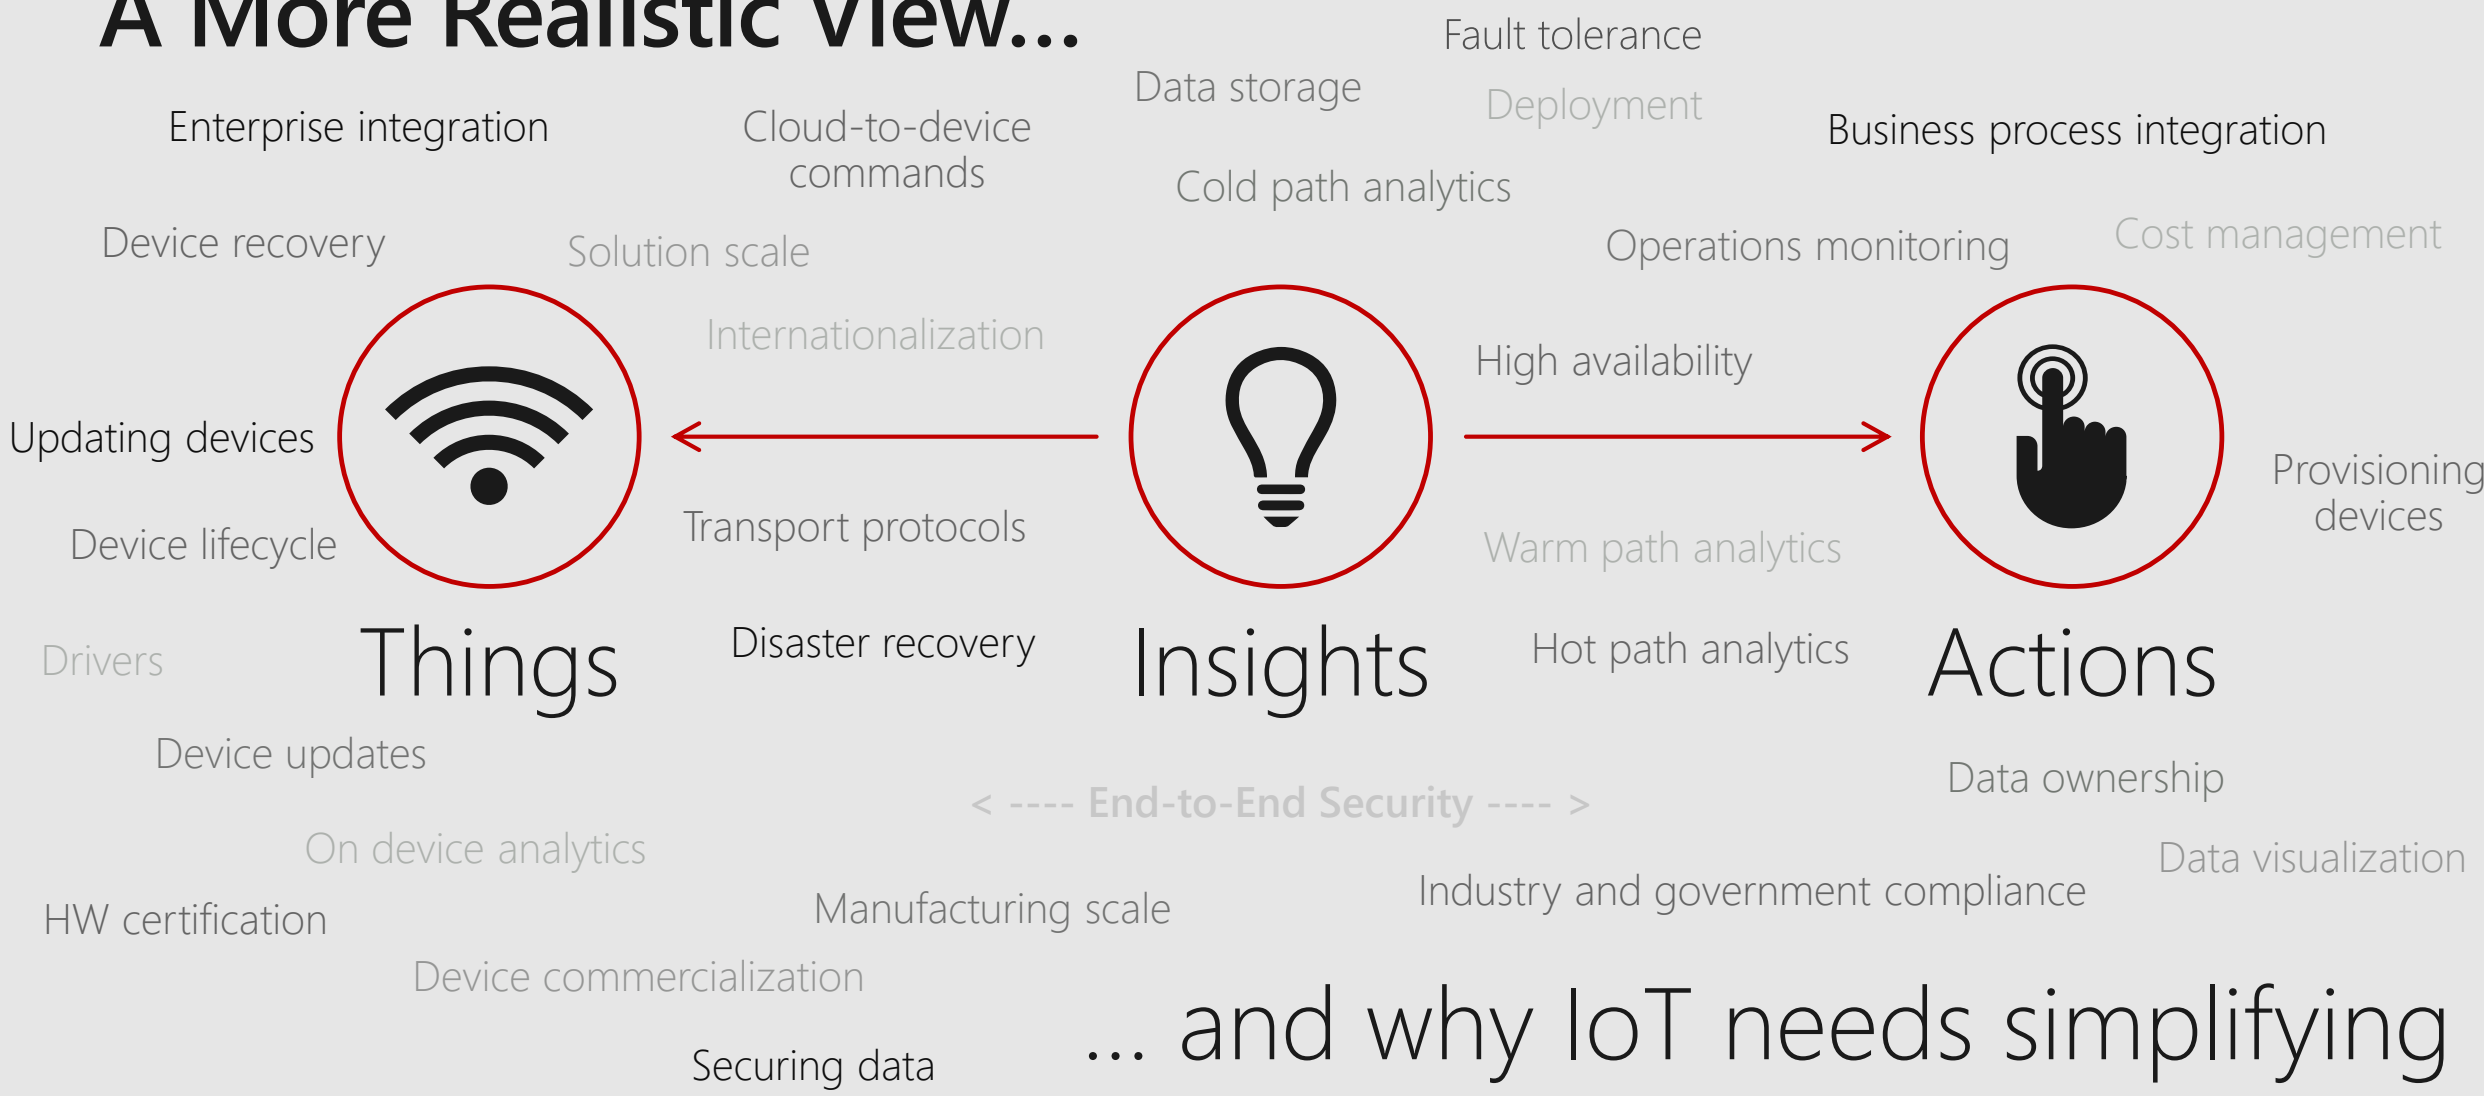 A More Realistic View...
Fault tolerance
Data storage
Deployment
Enterprise integration
Cloud-to-device
commands
Business process integration
Cold path analytics
Device recovery
Solution scale
Operations monitoring
Cost management
Internationalization
High availability
Updating devices
Provisioning
devices
Transport protocols
Device lifecycle
Warm path analytics
Things
Disaster recovery
Insights
Hot path analytics
Actions
Drivers
Device updates
Data ownership
< ---- End-to-End Security ---- >
On device analytics
Data visualization
Industry and government compliance
Manufacturing scale
HW certification
Device commercialization
... and why IoT needs simplifying
Securing data